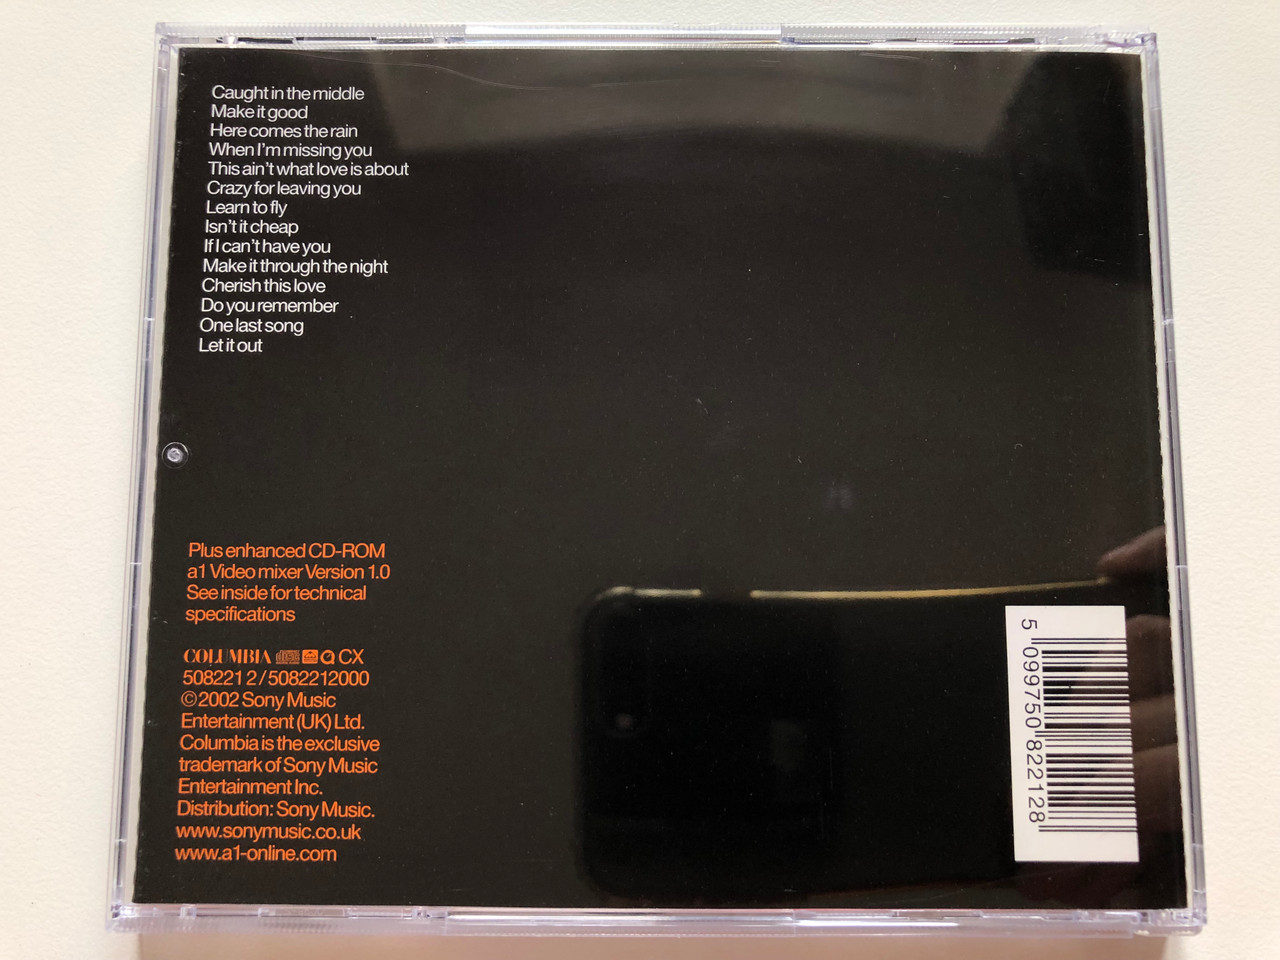 Caught in the middle
Make it good
Here comes the rain
When I'm missing you
This ain't what love is about
Crazy for leaving you
Learn to fly
Isn't it cheap
If I can't have you
Make it through the night
Cherish this love
Do you remember
One last song
Let it out
Plus enhanced CD-ROM
a1 Video mixer Version 1.0
See inside for technical
specifications
COLUMBIA CX
508221 2 / 5082212000
©2002 Sony Music
Entertainment (UK) Ltd.
Columbia is the exclusive
trademark of Sony Music
Entertainment Inc.
Distribution: Sony Music.
www.sonymusic.co.uk
www.a1-online.com
5 099750 822128